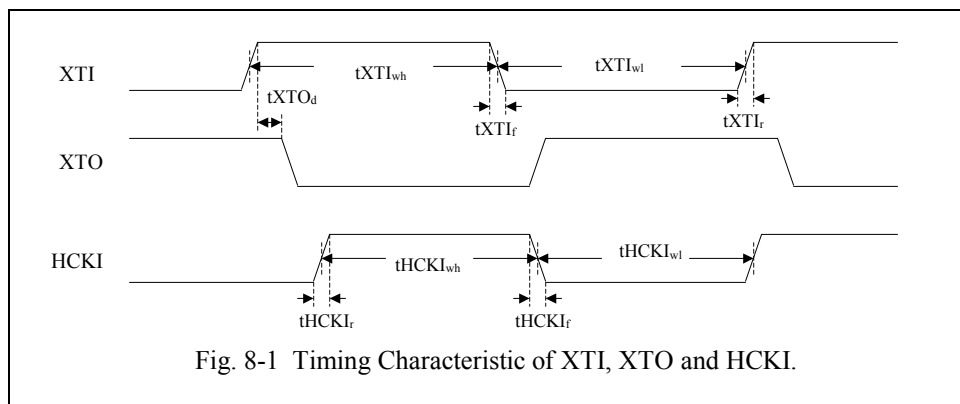 XTI
tXTIwh
tXTIwl
tXTOd
tXTIf
tXTIr
XTO
HCKI
tHCKIwh
tHCKIwl
tHCKIr
tHCKIf
Fig. 8-1 Timing Characteristic of XTI, XTO and HCKI.